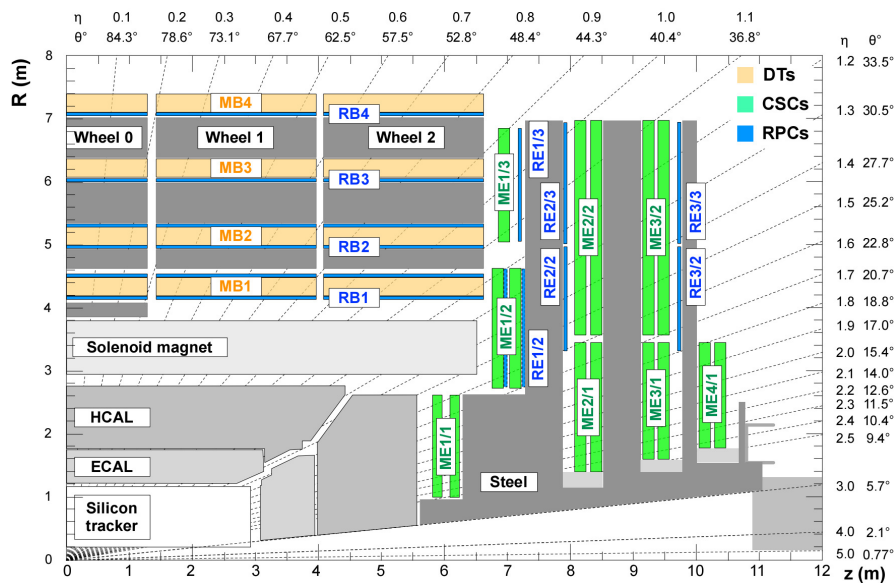 η 0.1 0.2 0.3 0.4 0.5 0.6 0.7 0.8 0.9 1.0 1.1
θ° 84.3° 78.6° 73.1° 67.7° 62.5° 57.5° 52.8° 48.4° 44.3° 40.4° 36.8° η θ°
R (m)
8
7
6
5
4
3
2
1
0
1.2 33.5°
1.3 30.5°
1.4 27.7°
1.5 25.2°
1.6 22.8°
1.7 20.7°
1.8 18.8°
1.9 17.0°
2.0 15.4°
2.1 14.0°
2.2 12.6°
2.3 11.5°
2.4 10.4°
2.5 9.4°
3.0 5.7°
4.0 2.1°
5.0 0.77°
DTs
CSCs
RPCs
MB4
RB4
Wheel 0
Wheel 1
Wheel 2
MB3
RB3
MB2
RB2
MB1
RB1
Solenoid magnet
HCAL
ECAL
Silicon
tracker
Steel
ME1/1
ME1/2
ME1/3
RE1/3
RE1/2
RE2/3
RE2/2
ME2/2
ME2/1
ME3/2
ME3/1
RE3/3
RE3/2
ME4/1
0 1 2 3 4 5 6 7 8 9 10 11 12
z (m)